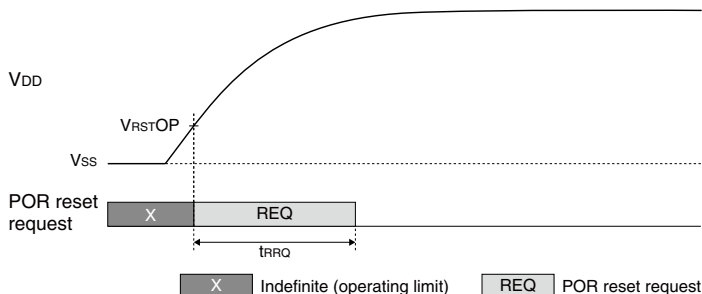 VDD
VRSTOP
VSS
POR reset
request
X
REQ
tRRQ
X Indefinite (operating limit)
REQ POR reset request